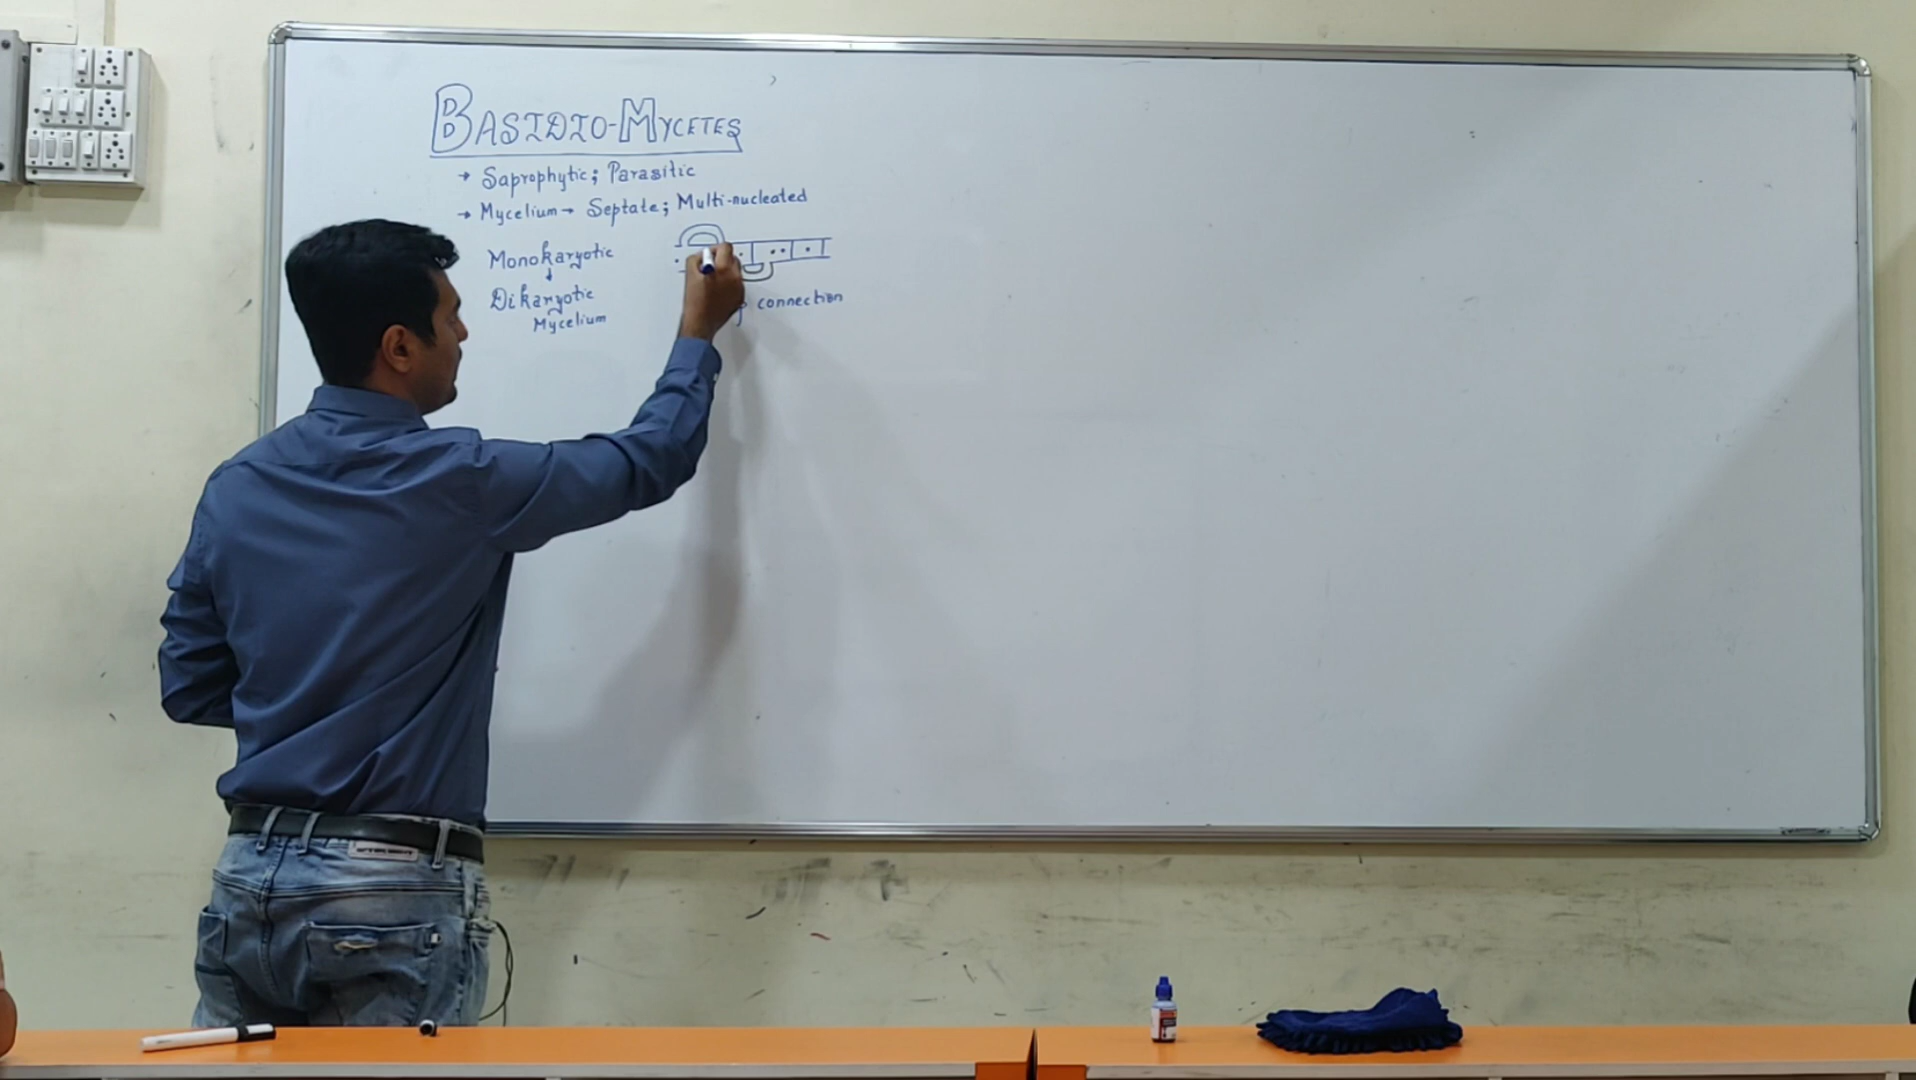 BASIDIO-MYCETES
→ Saprophytic; Parasitic
→ Mycelium → Septate; Multi-nucleated
Monokaryotic
↓
Dikaryotic
Mycelium
connection